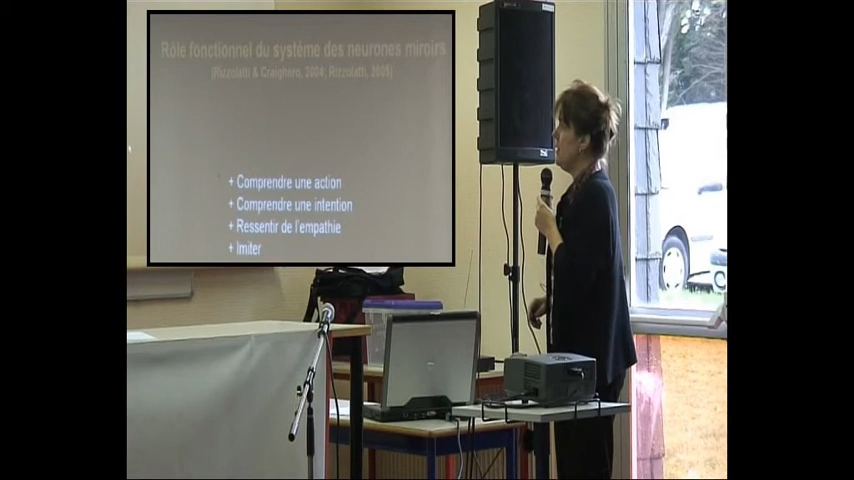 Rôle fonctionnel du système des neurones miroirs
(Rizzolatti & Craighero, 2004; Rizzolatti, 2005)
+ Comprendre une action
+ Comprendre une intention
+ Ressentir de l'empathie
+ Imiter